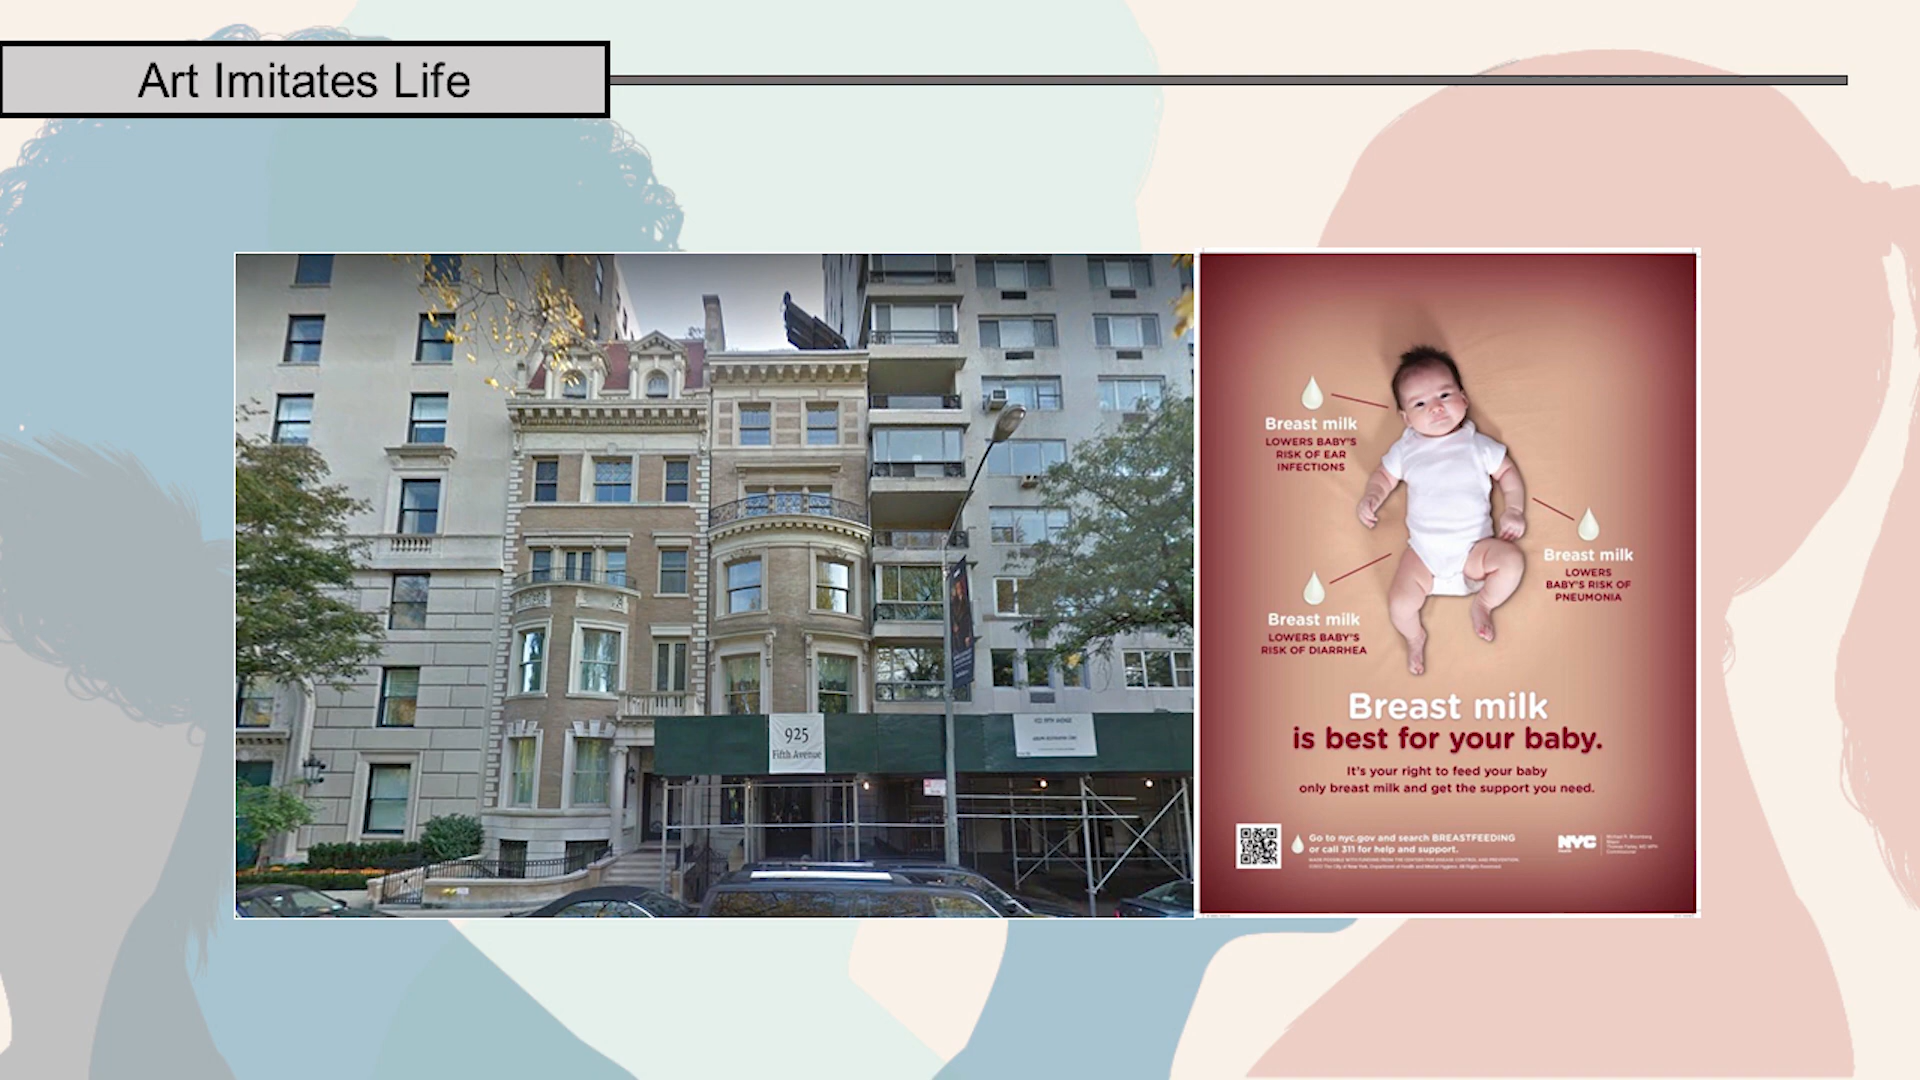 Art Imitates Life
925
Fifth Avenue
Breast milk
LOWERS BABY'S
RISK OF EAR
INFECTIONS
Breast milk
LOWERS
BABY'S RISK OF
PNEUMONIA
Breast milk
LOWERS BABY'S
RISK OF DIARRHEA
Breast milk
is best for your baby.
It's your right to feed your baby
only breast milk and get the support you need.
Go to nyc.gov and search BREASTFEEDING
or call 311 for help and support.
NYC